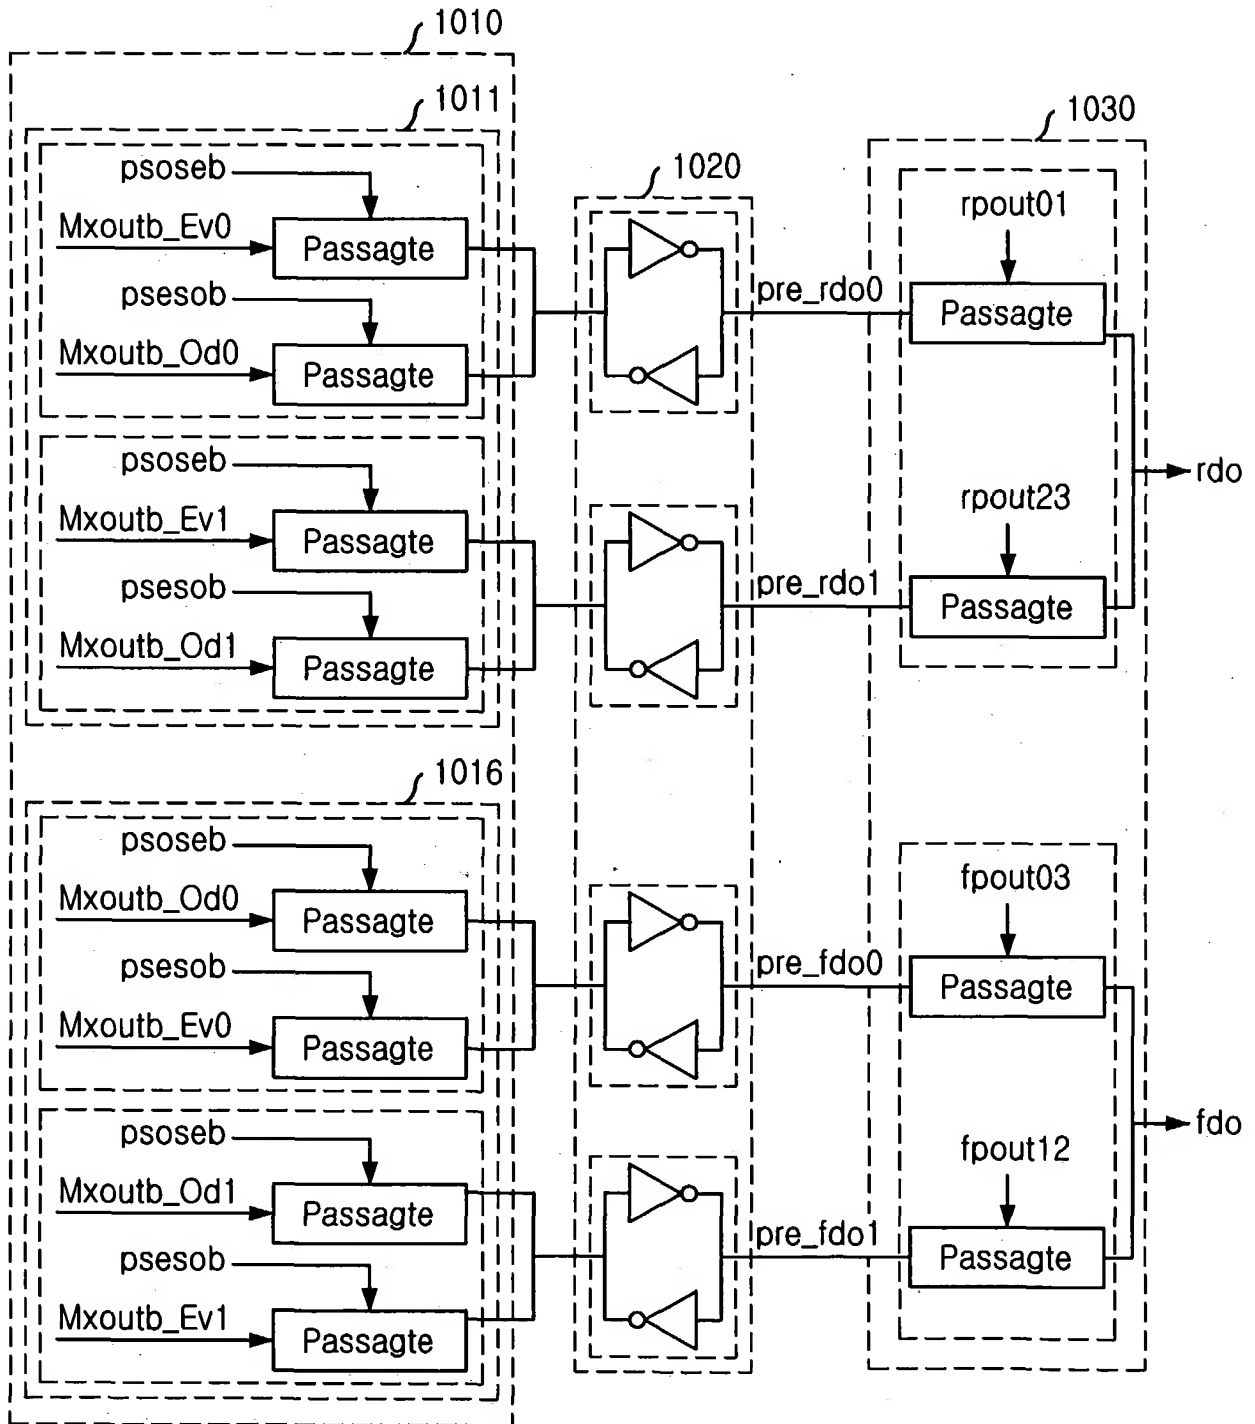 1010
1011
psoseb
Mxoutb_Ev0
Passagte
psesob
Mxoutb_Od0
Passagte
psoseb
Mxoutb_Ev1
Passagte
psesob
Mxoutb_Od1
Passagte
1016
psoseb
Mxoutb_Od0
Passagte
psesob
Mxoutb_Ev0
Passagte
psoseb
Mxoutb_Od1
Passagte
psesob
Mxoutb_Ev1
Passagte
1020
pre_rdo0
pre_rdo1
pre_fdo0
pre_fdo1
1030
rpout01
Passagte
rpout23
Passagte
rdo
fpout03
Passagte
fpout12
Passagte
fdo